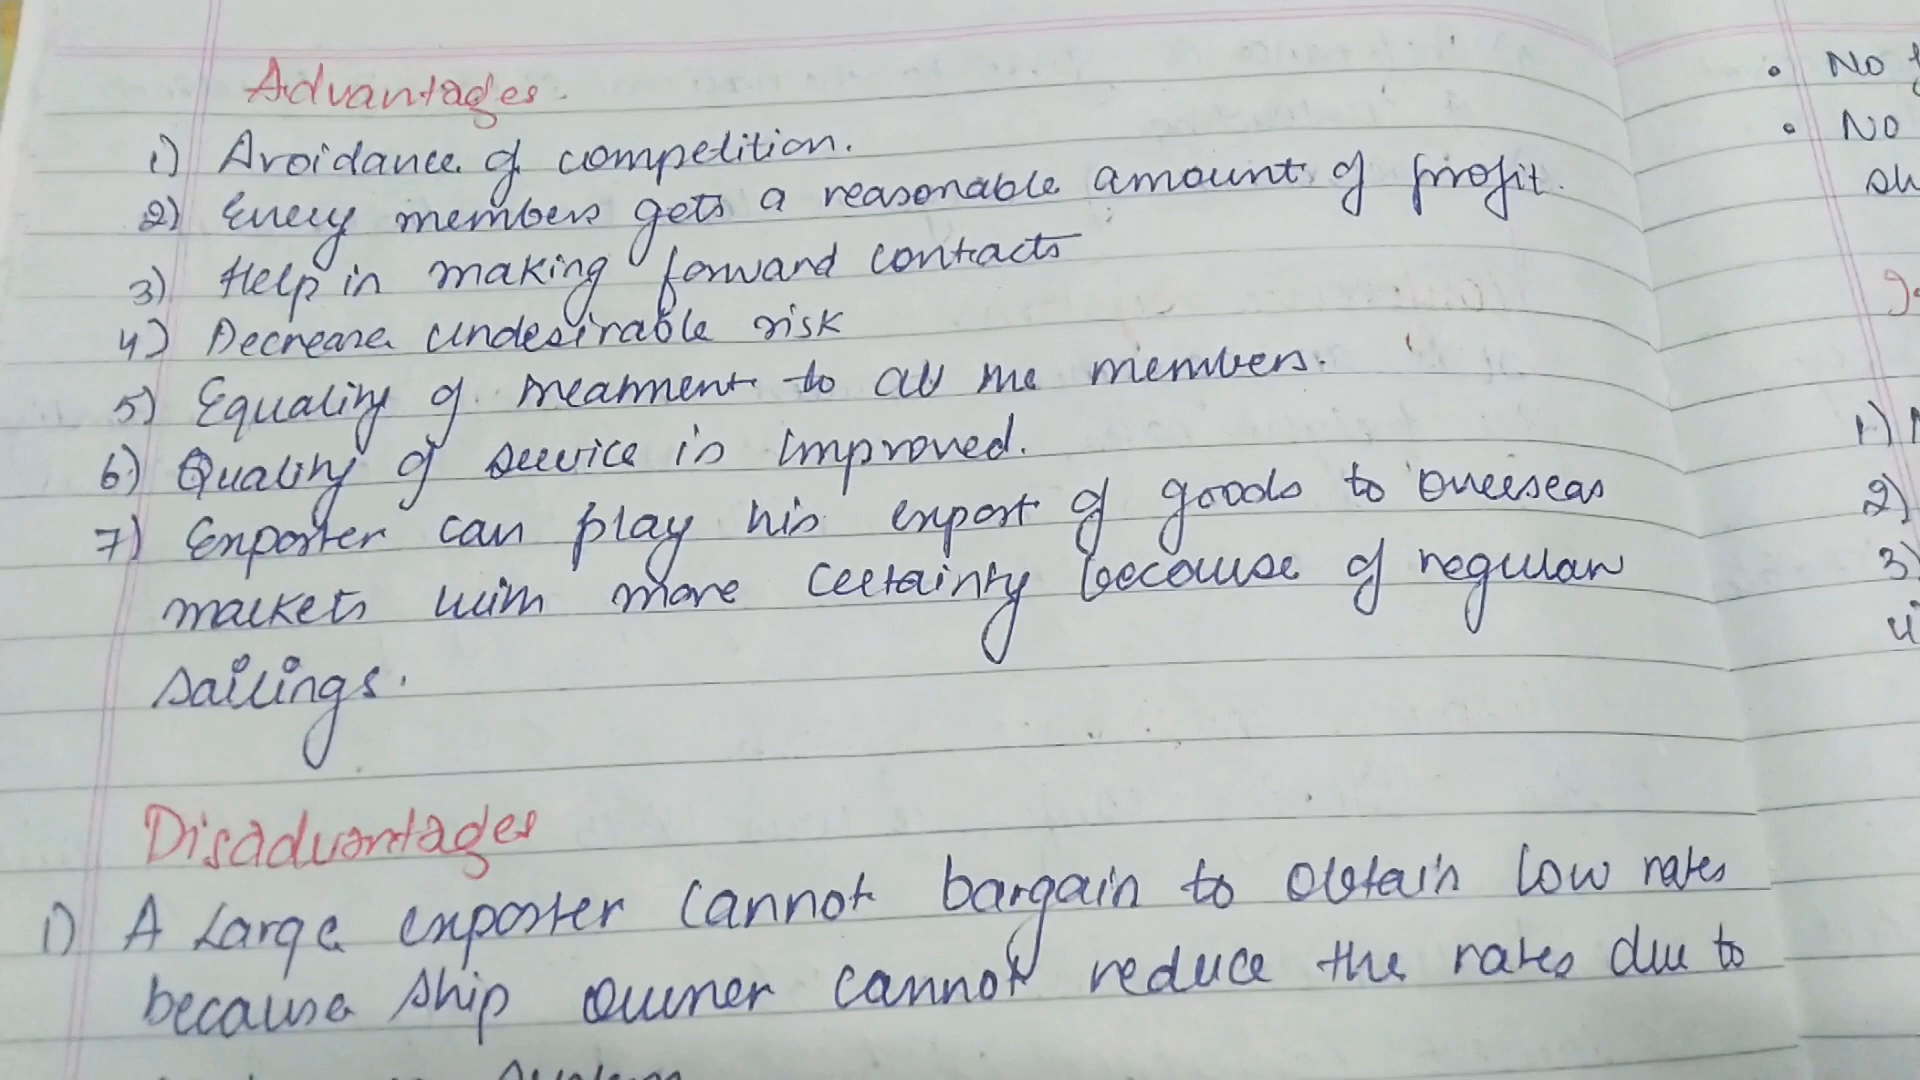 Advantages.
1) Avoidance of competition.
2) Every members gets a reasonable amount of profit.
3) Help in making forward contracts
4) Decrease undesirable risk
5) Equality of treatment to all the members.
6) Quality of service is improved.
7) Exporter can play his export of goods to overseas
markets with more certainty because of regular
sailings.
Disadvantages
1) A Large exporter cannot bargain to obtain low rates
because ship owner cannot reduce the rates due to
• No
• No
1)
2)
3)
4)